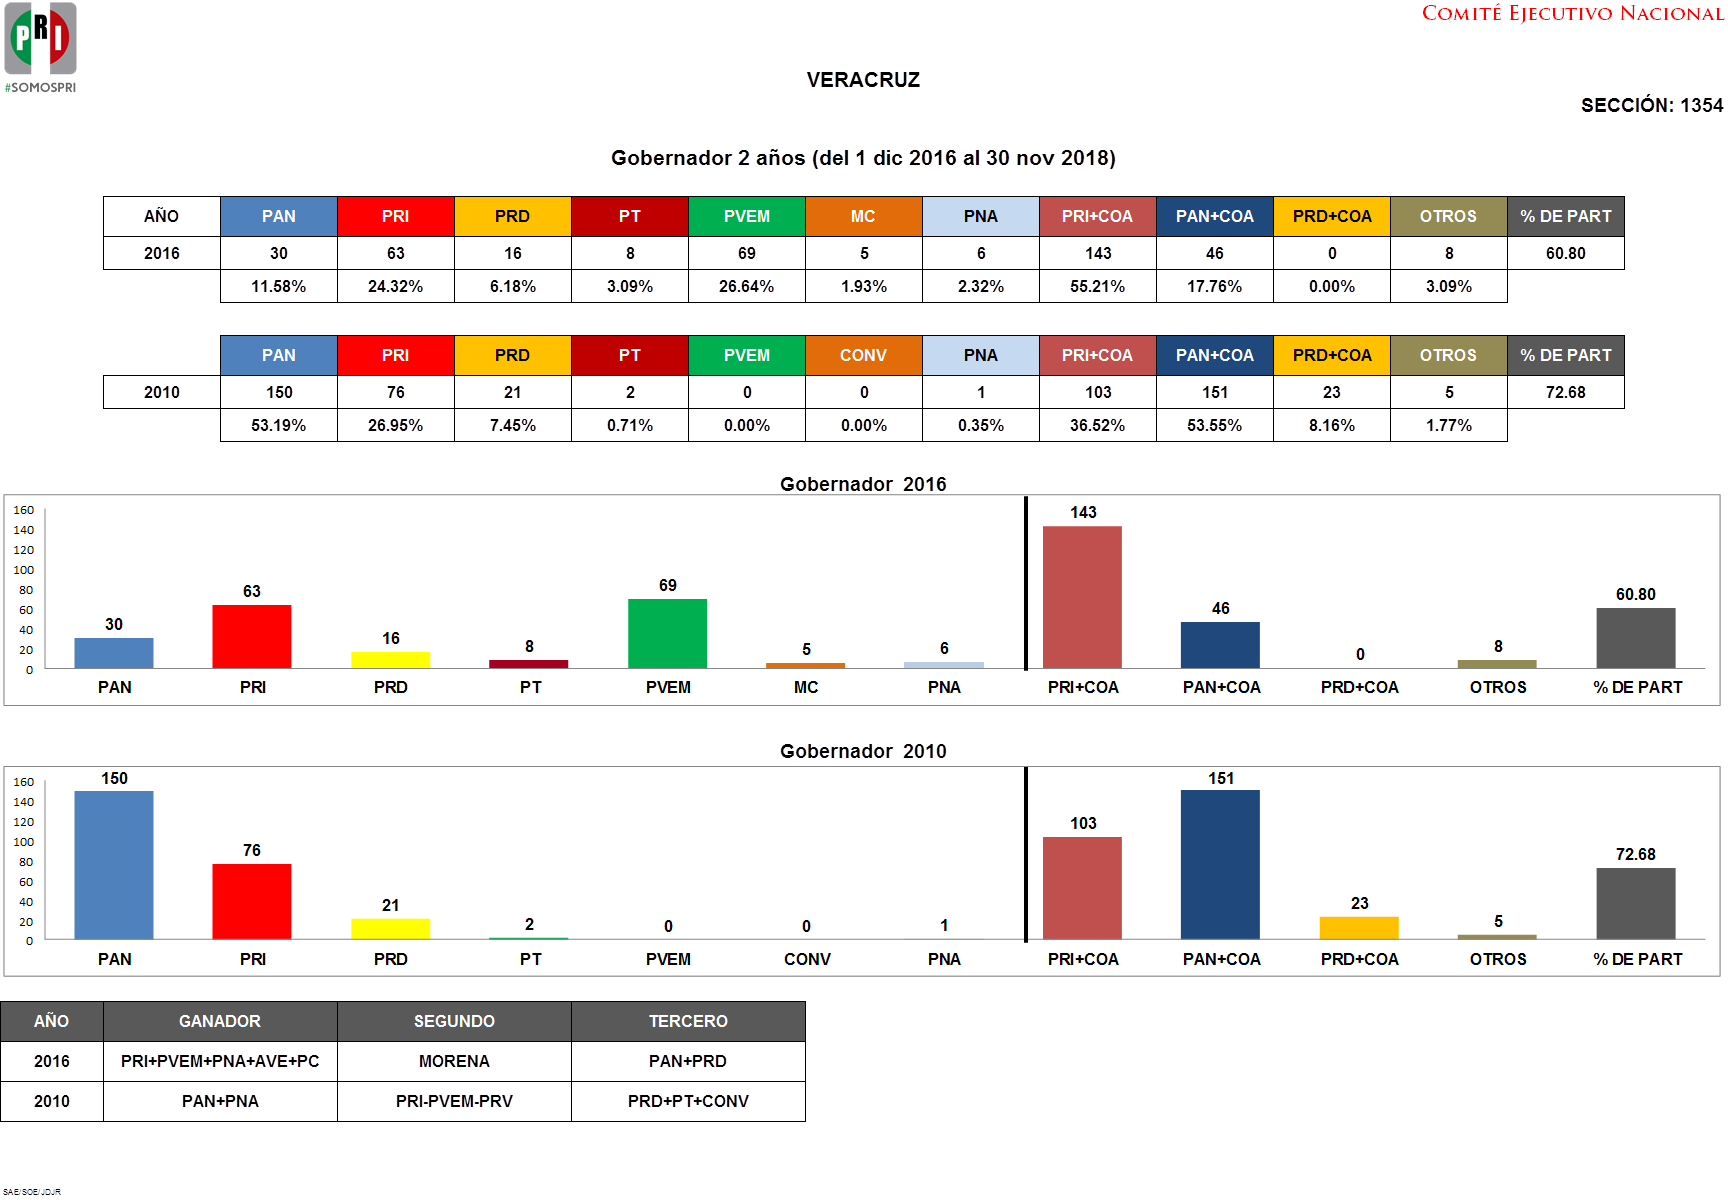 PRI
#SOMOSPRI
COMITÉ EJECUTIVO NACIONAL
VERACRUZ
SECCIÓN: 1354
Gobernador 2 años (del 1 dic 2016 al 30 nov 2018)
AÑO PAN PRI PRD PT PVEM MC PNA PRI+COA PAN+COA PRD+COA OTROS % DE PART
2016 30 63 16 8 69 5 6 143 46 0 8 60.80
11.58% 24.32% 6.18% 3.09% 26.64% 1.93% 2.32% 55.21% 17.76% 0.00% 3.09%
PAN PRI PRD PT PVEM CONV PNA PRI+COA PAN+COA PRD+COA OTROS % DE PART
2010 150 76 21 2 0 0 1 103 151 23 5 72.68
53.19% 26.95% 7.45% 0.71% 0.00% 0.00% 0.35% 36.52% 53.55% 8.16% 1.77%
Gobernador 2016
160
140
120
100
80
60
40
20
0
30 63 16 8 69 5 6 143 46 0 8 60.80
PAN PRI PRD PT PVEM MC PNA PRI+COA PAN+COA PRD+COA OTROS % DE PART
Gobernador 2010
160
140
120
100
80
60
40
20
0
150 76 21 2 0 0 1 103 151 23 5 72.68
PAN PRI PRD PT PVEM CONV PNA PRI+COA PAN+COA PRD+COA OTROS % DE PART
AÑO GANADOR SEGUNDO TERCERO
2016 PRI+PVEM+PNA+AVE+PC MORENA PAN+PRD
2010 PAN+PNA PRI-PVEM-PRV PRD+PT+CONV
SAE/SOE/JDJR